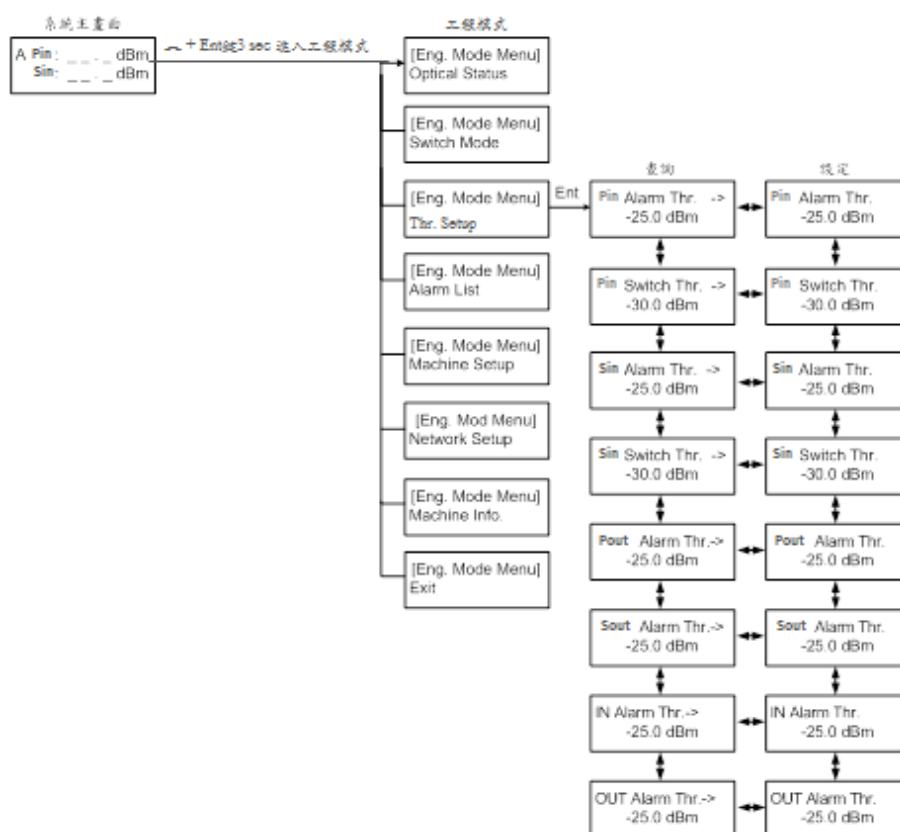 系統主畫面
A Pin: _ _ . _ dBm
Sin: _ _ . _ dBm
︿ + Ent鍵3 sec 進入工程模式
工程模式
[Eng. Mode Menu]
Optical Status
[Eng. Mode Menu]
Switch Mode
[Eng. Mode Menu]
Thr. Setup
[Eng. Mode Menu]
Alarm List
[Eng. Mode Menu]
Machine Setup
[Eng. Mod Menu]
Network Setup
[Eng. Mode Menu]
Machine Info.
[Eng. Mode Menu]
Exit
Ent
查詢
設定
Pin Alarm Thr. ->
-25.0 dBm
Pin Alarm Thr.
-25.0 dBm
Pin Switch Thr. ->
-30.0 dBm
Pin Switch Thr.
-30.0 dBm
Sin Alarm Thr. ->
-25.0 dBm
Sin Alarm Thr.
-25.0 dBm
Sin Switch Thr. ->
-30.0 dBm
Sin Switch Thr.
-30.0 dBm
Pout Alarm Thr.->
-25.0 dBm
Pout Alarm Thr.
-25.0 dBm
Sout Alarm Thr.->
-25.0 dBm
Sout Alarm Thr.
-25.0 dBm
IN Alarm Thr.->
-25.0 dBm
IN Alarm Thr.
-25.0 dBm
OUT Alarm Thr.->
-25.0 dBm
OUT Alarm Thr.
-25.0 dBm